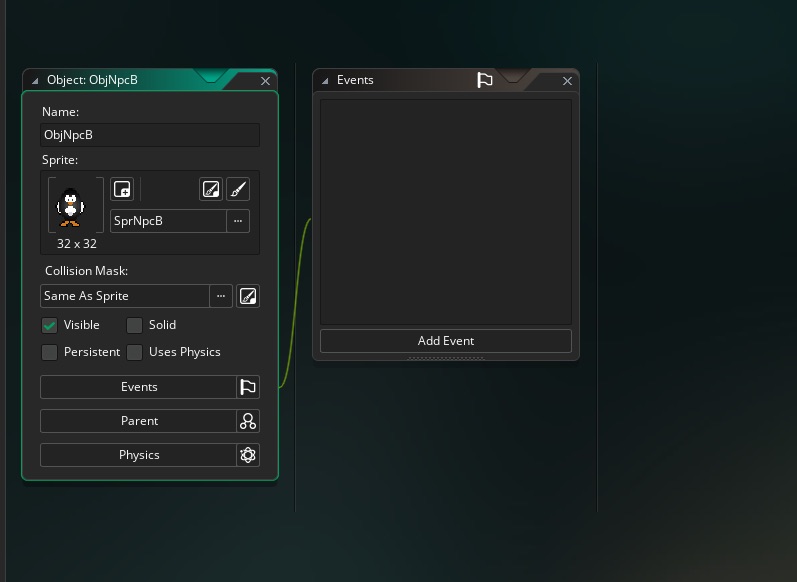 Object: ObjNpcB
Name:
ObjNpcB
Sprite:
SprNpcB
...
32 x 32
Collision Mask:
Same As Sprite
...
Visible
Solid
Persistent
Uses Physics
Events
Parent
Physics
Events
Add Event